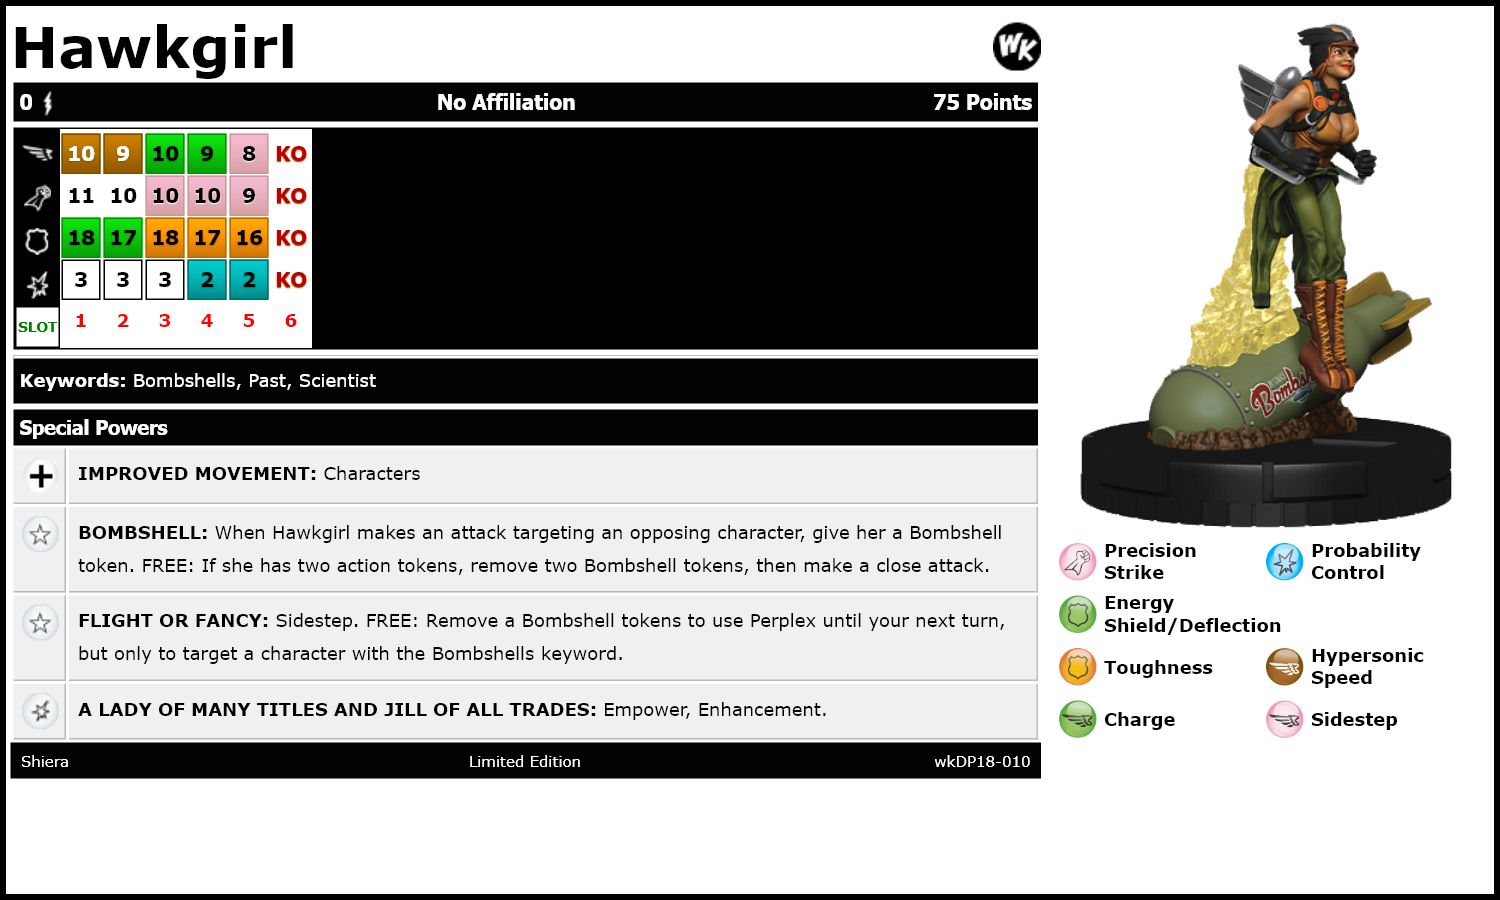 Hawkgirl
WK
0 No Affiliation 75 Points
10 9 10 9 8 KO
11 10 10 10 9 KO
18 17 18 17 16 KO
3 3 3 2 2 KO
SLOT 1 2 3 4 5 6
Keywords: Bombshells, Past, Scientist
Special Powers
IMPROVED MOVEMENT: Characters
BOMBSHELL: When Hawkgirl makes an attack targeting an opposing character, give her a Bombshell
token. FREE: If she has two action tokens, remove two Bombshell tokens, then make a close attack.
FLIGHT OR FANCY: Sidestep. FREE: Remove a Bombshell tokens to use Perplex until your next turn,
but only to target a character with the Bombshells keyword.
A LADY OF MANY TITLES AND JILL OF ALL TRADES: Empower, Enhancement.
Shiera Limited Edition wkDP18-010
Precision
Strike
Probability
Control
Energy
Shield/Deflection
Toughness
Hypersonic
Speed
Charge
Sidestep